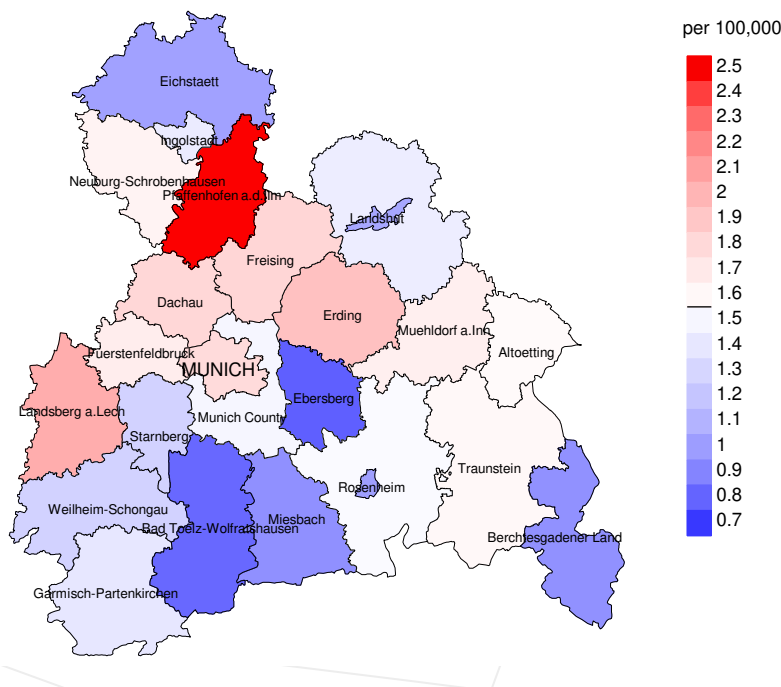 per 100,000
2.5
2.4
2.3
2.2
2.1
2
1.9
1.8
1.7
1.6
1.5
1.4
1.3
1.2
1.1
1
0.9
0.8
0.7
Eichstaett
Ingolstadt
Neuburg-Schrobenhausen
Pfaffenhofen a.d.Ilm
Landshut
Freising
Dachau
Erding
Muehldorf a.Inn
Altoetting
Fuerstenfeldbruck
MUNICH
Ebersberg
Landsberg a.Lech
Munich County
Starnberg
Traunstein
Rosenheim
Weilheim-Schongau
Miesbach
Bad Toelz-Wolfratshausen
Berchtesgadener Land
Garmisch-Partenkirchen